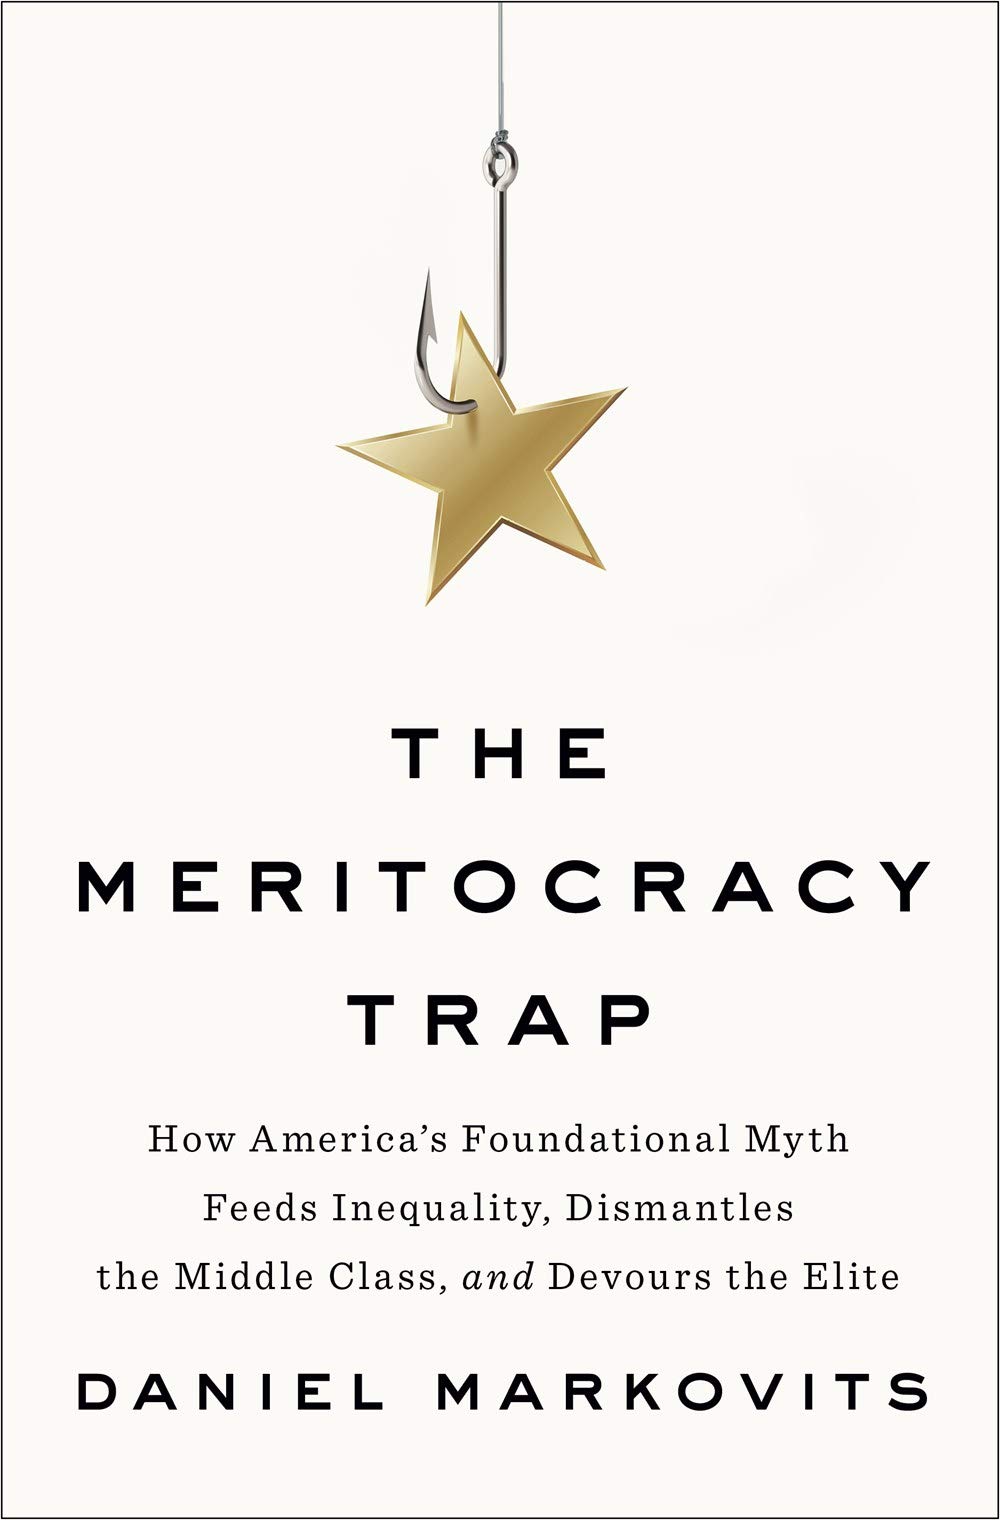 THE
MERITOCRACY
TRAP
How America’s Foundational Myth
Feeds Inequality, Dismantles
the Middle Class, and Devours the Elite
DANIEL MARKOVITS